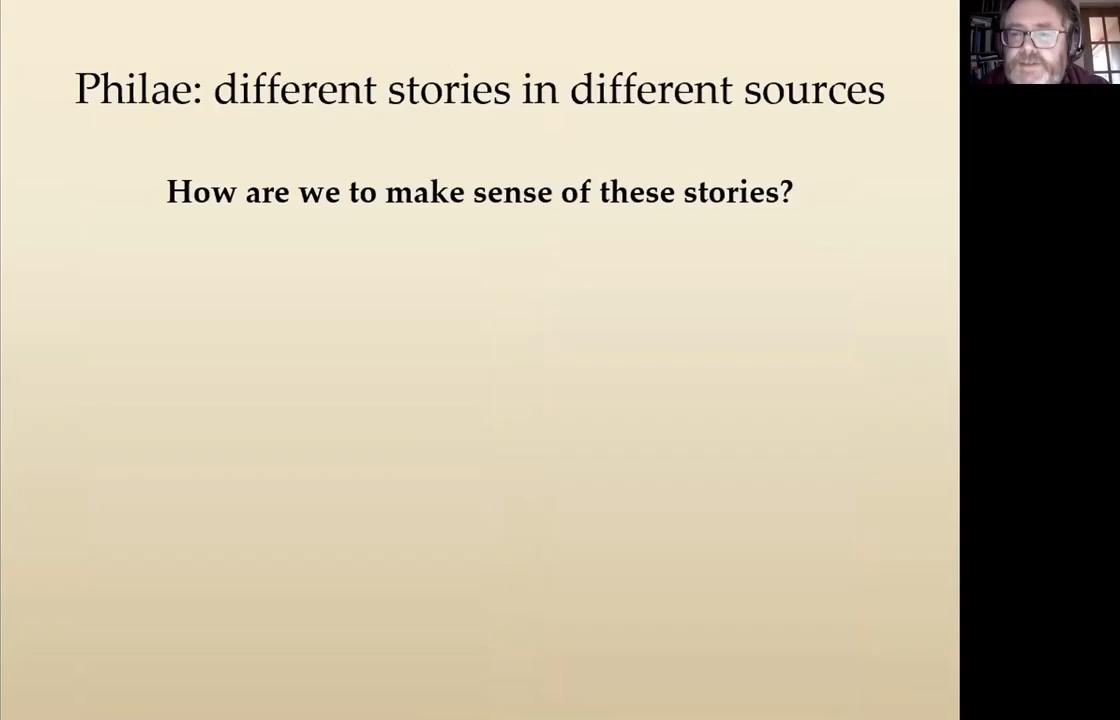 Philae: different stories in different sources
How are we to make sense of these stories?